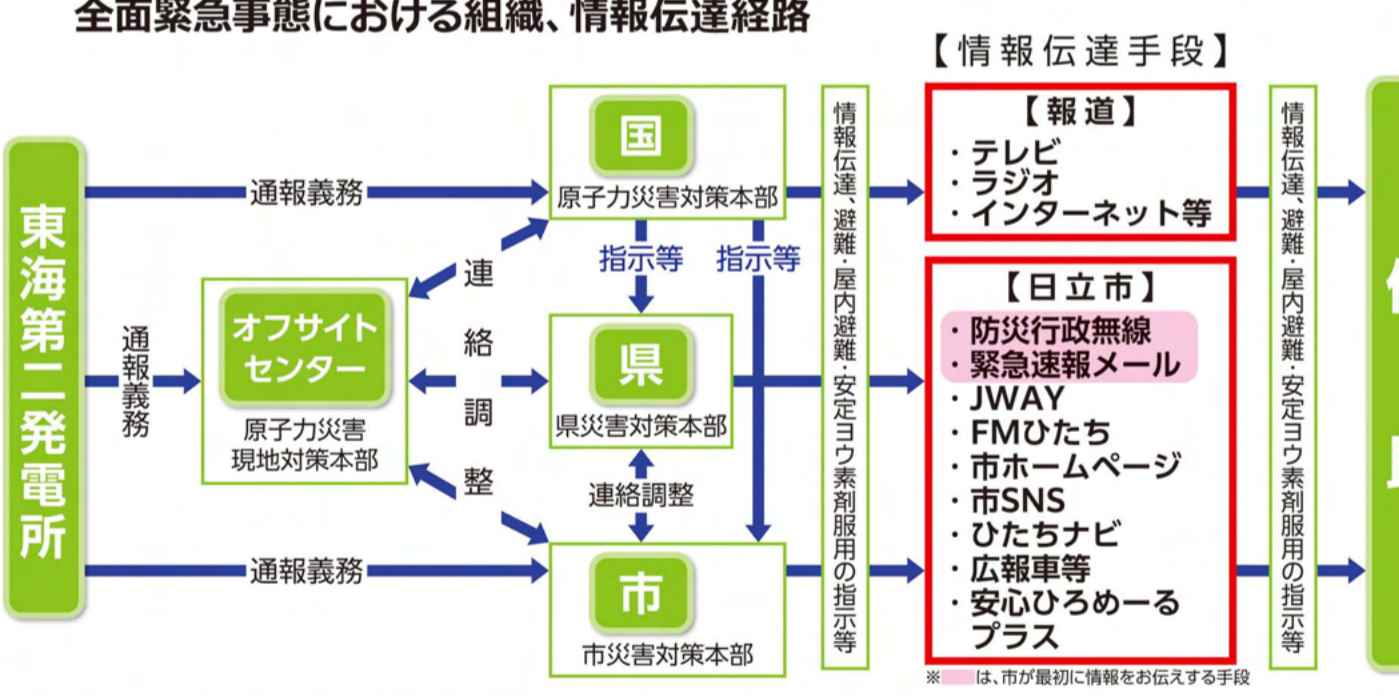 全面緊急事態における組織、情報伝達経路
【情報伝達手段】
東海第二発電所
通報義務
通報義務
通報義務
オフサイト
センター
原子力災害
現地対策本部
連絡調整
国
原子力災害対策本部
指示等
指示等
県
県災害対策本部
連絡調整
市
市災害対策本部
情報伝達、避難・屋内避難・安定ヨウ素剤服用の指示等
【報道】
・テレビ
・ラジオ
・インターネット等
【日立市】
・防災行政無線
・緊急速報メール
・JWAY
・FMひたち
・市ホームページ
・市SNS
・ひたちナビ
・広報車等
・安心ひろめーる
プラス
※は、市が最初に情報をお伝えする手段
情報伝達、避難・屋内避難・安定ヨウ素剤服用の指示等